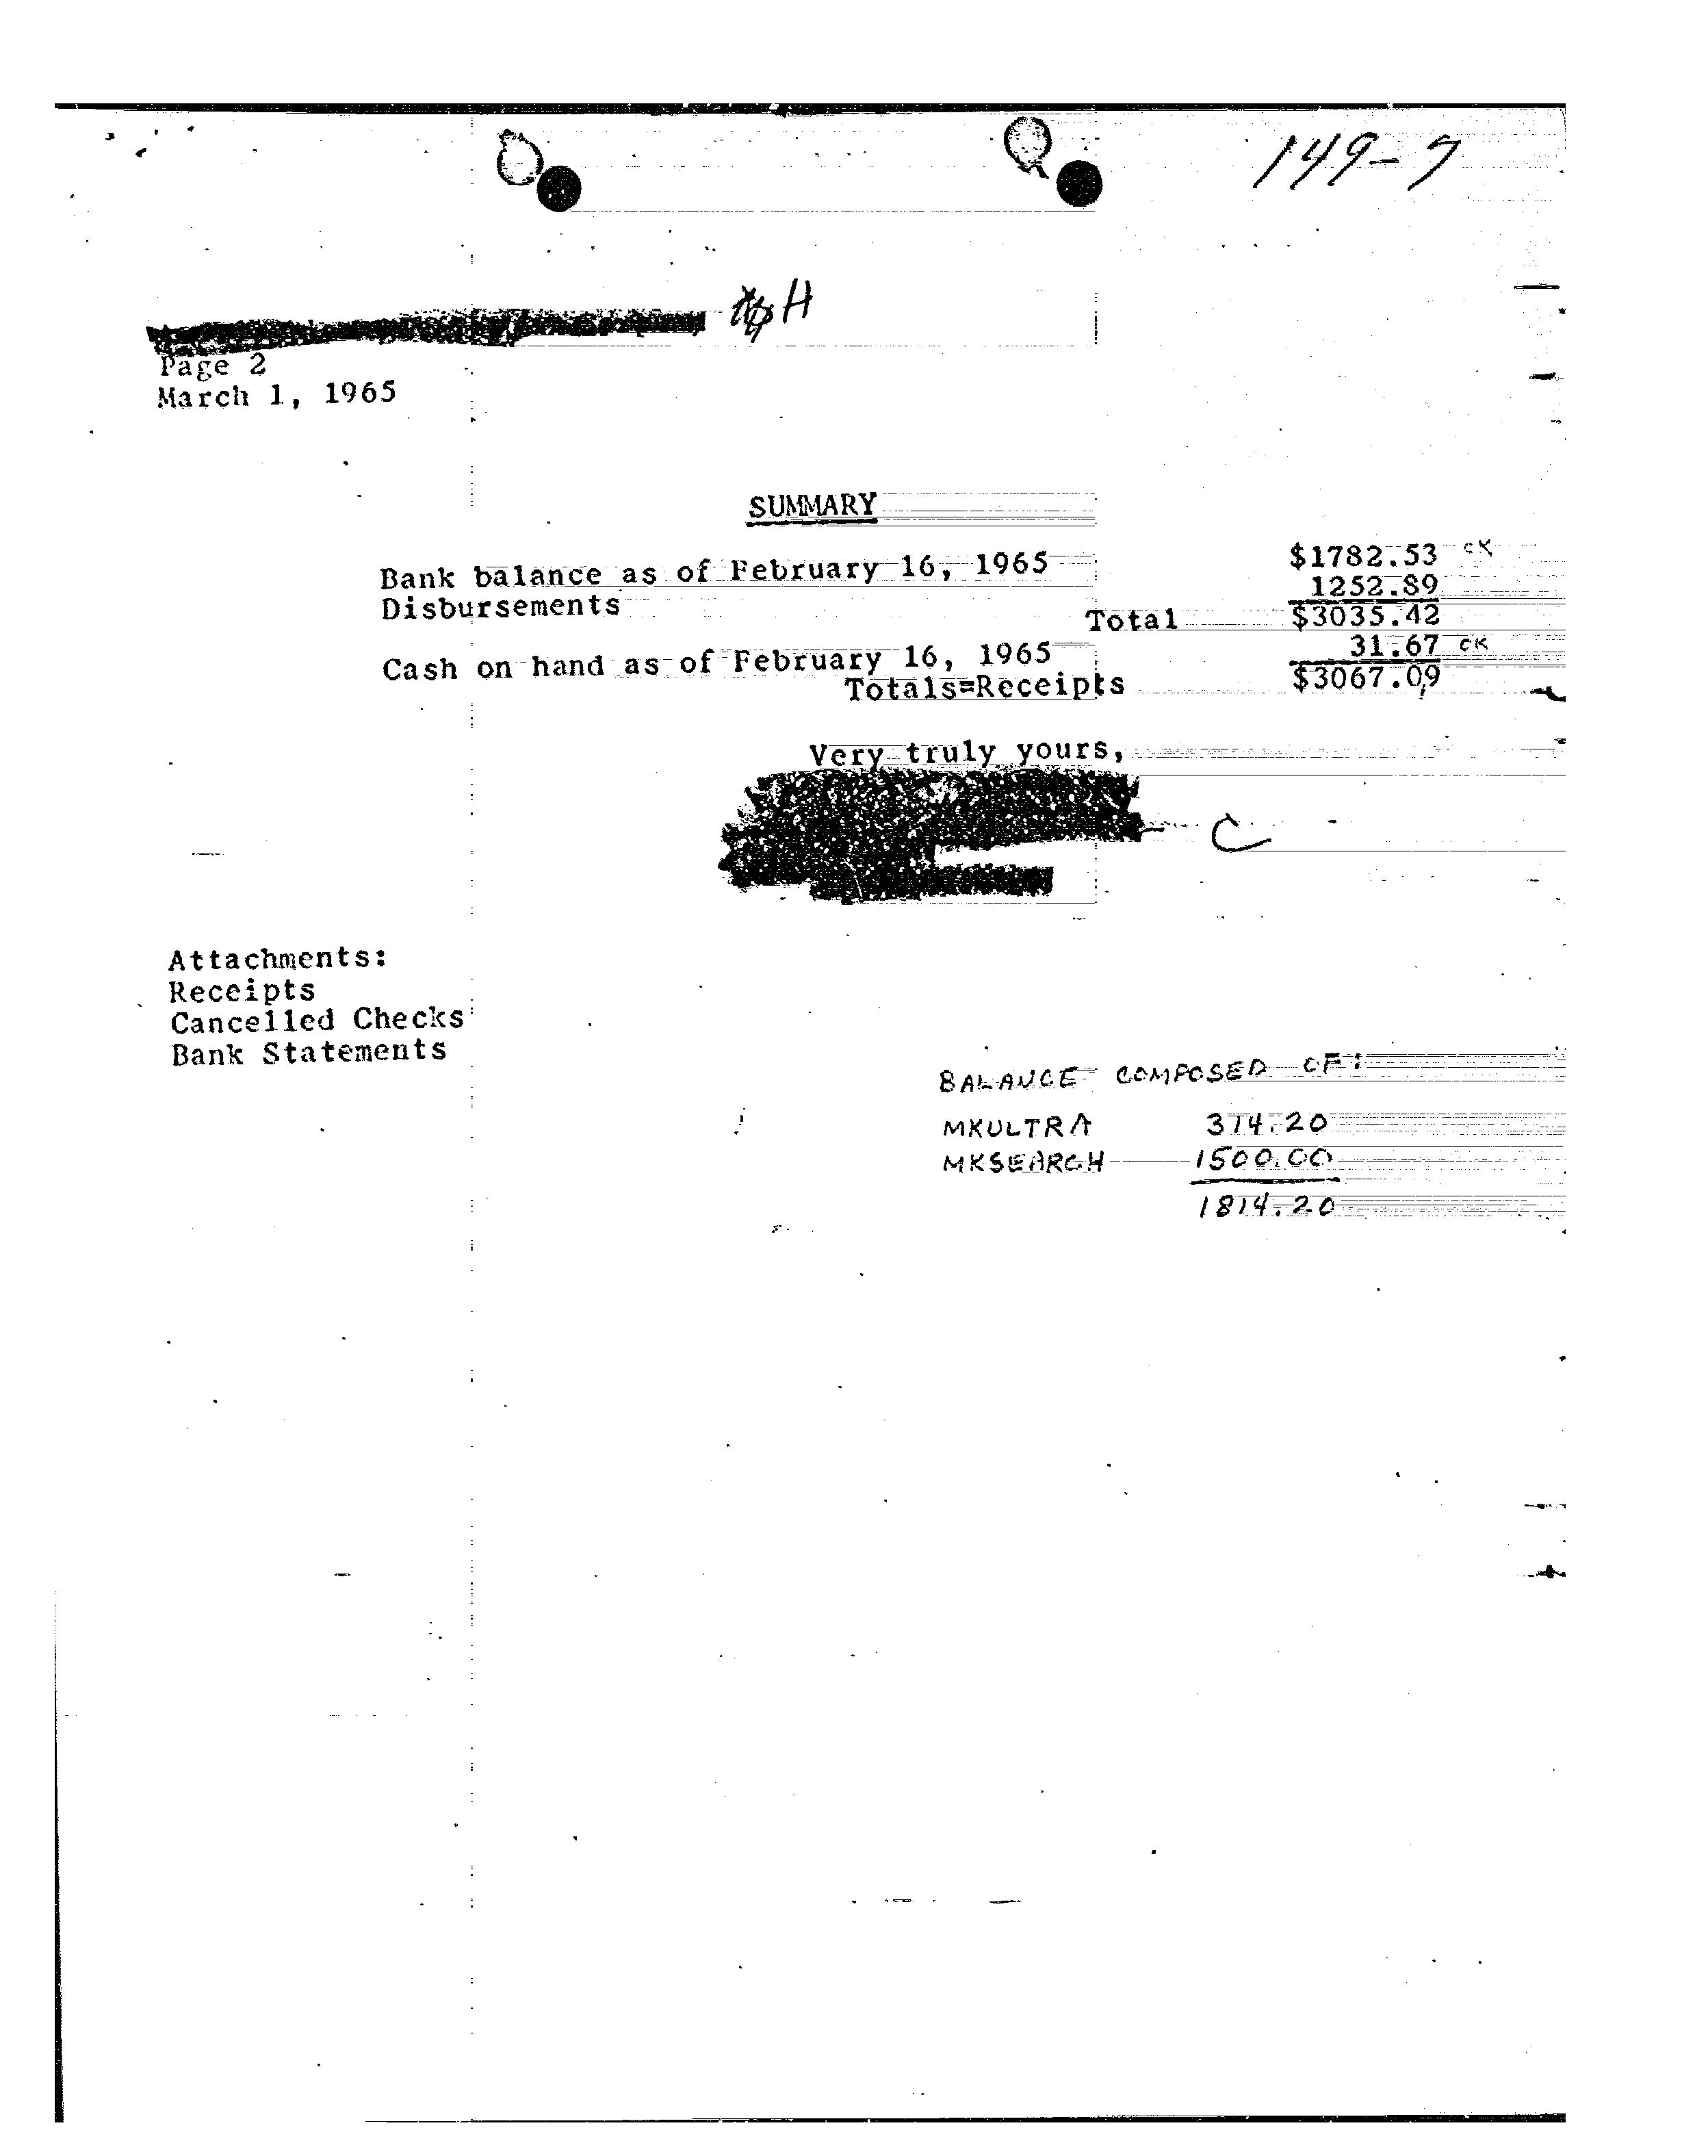 149-7
H
Page 2
March 1, 1965
SUMMARY
Bank balance as of February 16, 1965 $1782.53 CK
Disbursements 1252.89
Total $3035.42
Cash on hand as of February 16, 1965 31.67 CK
Totals=Receipts $3067.09
Very truly yours,
C
Attachments:
Receipts
Cancelled Checks
Bank Statements
BALANCE COMPOSED OF:
MKULTRA 314.20
MKSEARCH 1500.00
1814.20